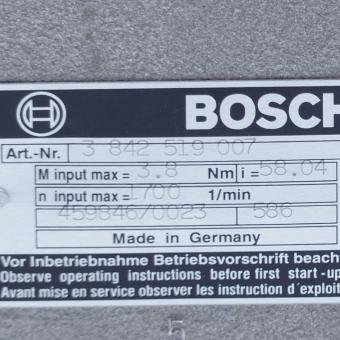 BOSCH
Art.-Nr. 3 842 519 007
M input max = 3.8 Nm i = 58.04
n input max = 1700 1/min
459846/0023 586
Made in Germany
Vor Inbetriebnahme Betriebsvorschrift beach
Observe operating instructions before first start-up
Avant mise en service observer les instruction d'exploit
5